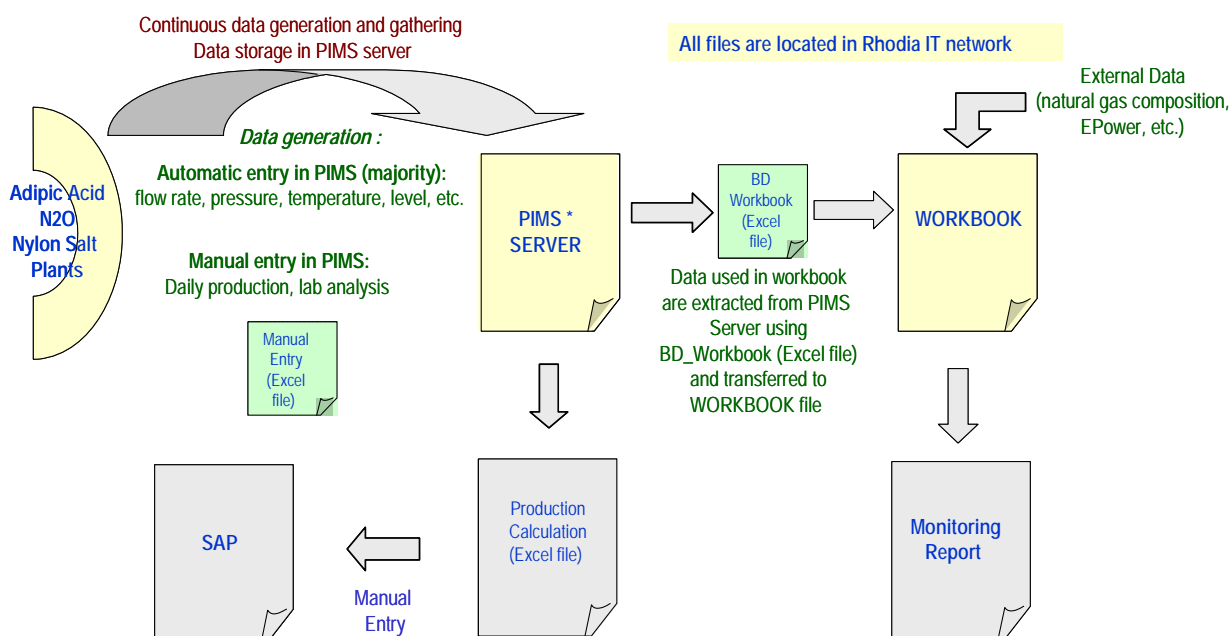 Continuous data generation and gathering
Data storage in PIMS server
All files are located in Rhodia IT network
External Data
(natural gas composition,
EPower, etc.)
Data generation :
Automatic entry in PIMS (majority):
flow rate, pressure, temperature, level, etc.
Adipic Acid
N2O
Nylon Salt
Plants
Manual entry in PIMS:
Daily production, lab analysis
Manual
Entry
(Excel
file)
PIMS *
SERVER
BD
Workbook
(Excel
file)
WORKBOOK
Data used in workbook
are extracted from PIMS
Server using
BD_Workbook (Excel file)
and transferred to
WORKBOOK file
SAP
Manual
Entry
Production
Calculation
(Excel file)
Monitoring
Report